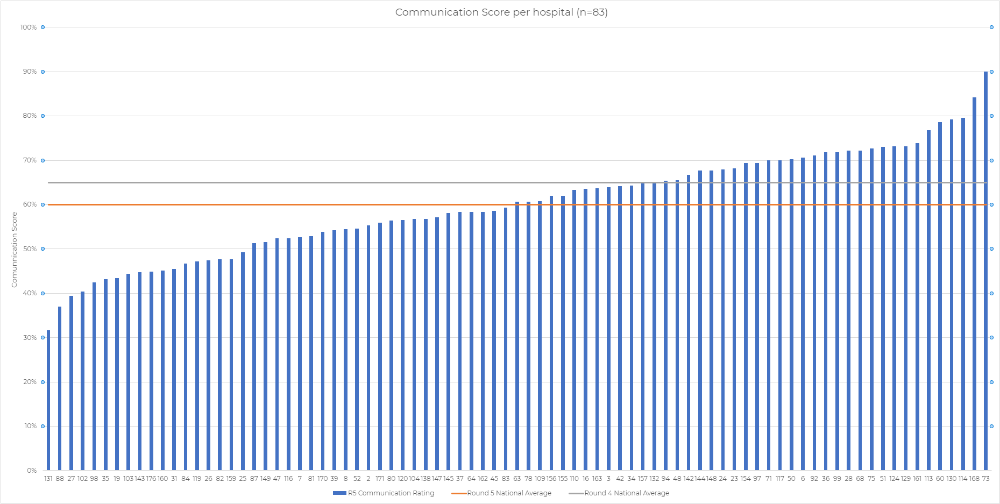 Communication Score per hospital (n=83)
100%
90%
80%
70%
60%
50%
40%
30%
20%
10%
0%
Comunnication Score
131 88 27 102 98 35 19 103 143 176 160 31 84 119 26 82 159 25 87 149 47 116 7 81 170 39 8 52 2 171 80 120 104 138 147 145 37 64 162 45 83 63 78 109 156 155 110 16 163 3 42 34 157 132 94 48 142 144 148 24 23 154 97 71 117 50 6 92 36 99 28 68 75 51 124 129 161 113 60 130 114 168 73
R5 Communication Rating Round 5 National Average Round 4 National Average